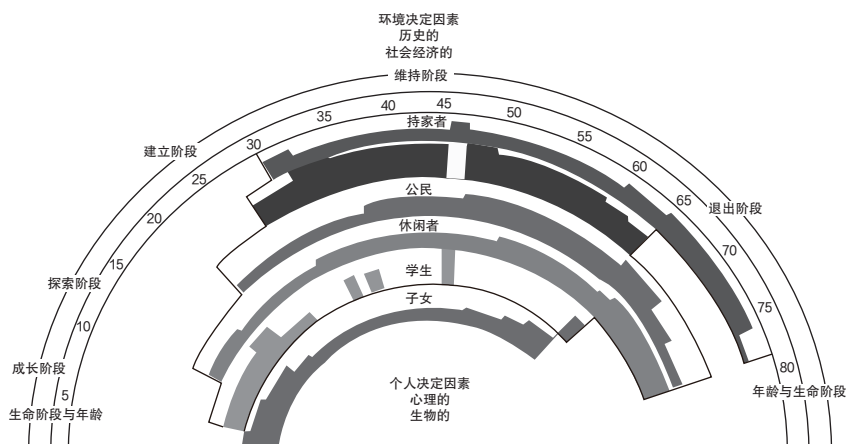 环境决定因素
历史的
社会经济的
维持阶段
45
40
50
35
持家者
55
30
建立阶段
60
25
公民
65
退出阶段
20
休闲者
70
15
学生
探索阶段
子女
75
10
成长阶段
80
个人决定因素
5
年龄与生命阶段
心理的
生命阶段与年龄
生物的